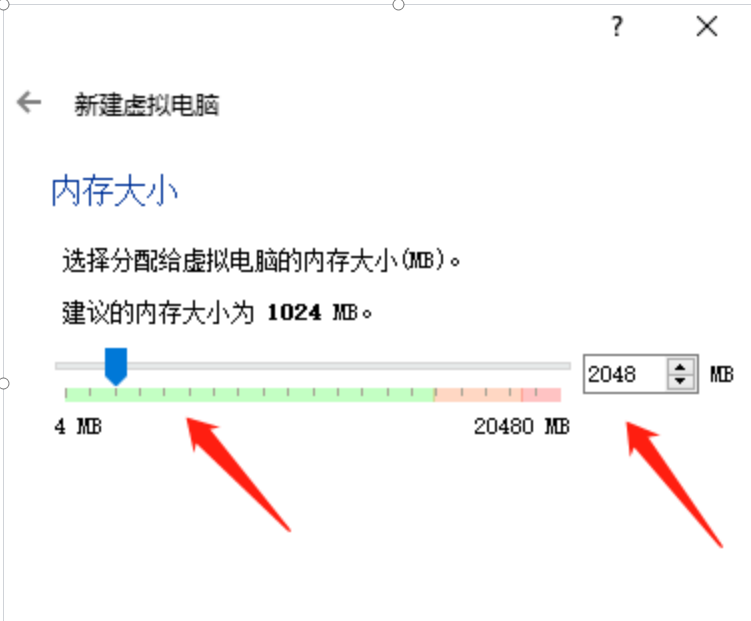 ?
新建虚拟电脑
内存大小
选择分配给虚拟电脑的内存大小(MB)。
建议的内存大小为 1024 MB。
2048 MB
4 MB 20480 MB